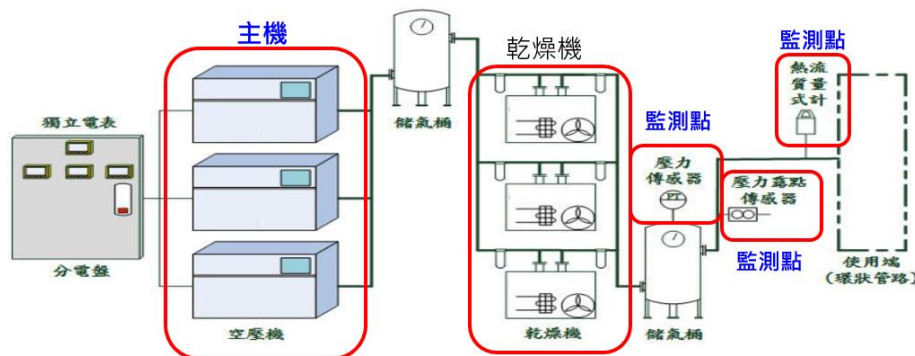 主機
乾燥機
監測點
熱流
質量
式計
獨立電表
儲氣桶
監測點
壓力
傳感器
PT
壓力露點
傳感器
監測點
分電盤
空壓機
乾燥機
儲氣桶
使用端
(環狀管路)